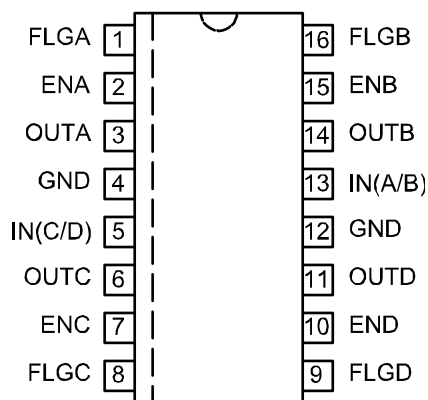 FLGA 1 16 FLGB
ENA 2 15 ENB
OUTA 3 14 OUTB
GND 4 13 IN(A/B)
IN(C/D) 5 12 GND
OUTC 6 11 OUTD
ENC 7 10 END
FLGC 8 9 FLGD